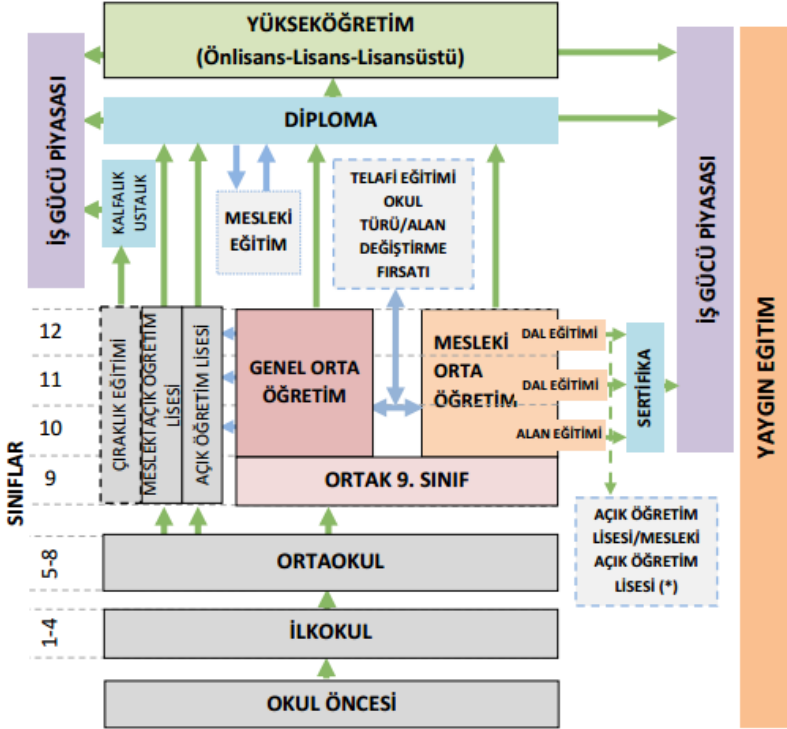 YÜKSEKÖĞRETİM
(Önlisans-Lisans-Lisansüstü)
İŞ GÜCÜ PİYASASI
DİPLOMA
İŞ GÜCÜ PİYASASI
YAYGIN EĞİTİM
KALFALIK
USTALIK
MESLEKİ
EĞİTİM
TELAFİ EĞİTİMİ
OKUL
TÜRÜ/ALAN
DEĞİŞTİRME
FIRSATI
SINIFLAR
12
11
10
9
5-8
1-4
ÇIRAKLIK EĞİTİMİ
MESLEKİ AÇIK ÖĞRETİM
LİSESİ
AÇIK ÖĞRETİM LİSESİ
GENEL ORTA
ÖĞRETİM
MESLEKİ
ORTA
ÖĞRETİM
DAL EĞİTİMİ
DAL EĞİTİMİ
ALAN EĞİTİMİ
SERTİFİKA
ORTAK 9. SINIF
AÇIK ÖĞRETİM
LİSESİ/MESLEKİ
AÇIK ÖĞRETİM
LİSESİ (*)
ORTAOKUL
İLKOKUL
OKUL ÖNCESİ